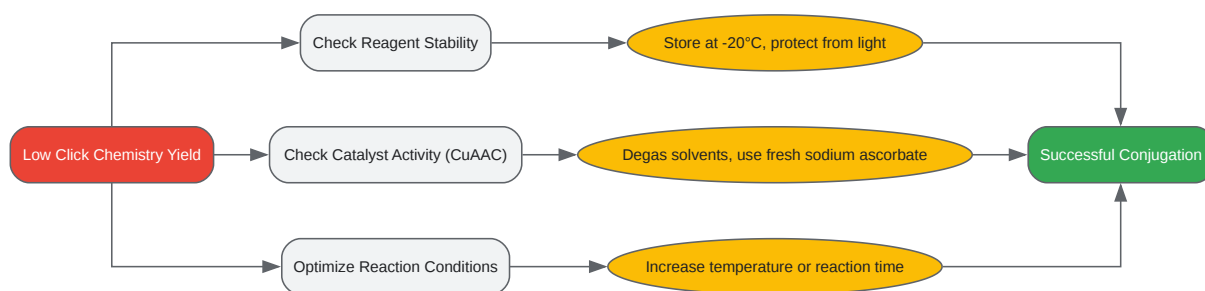 Check Reagent Stability
Store at -20°C, protect from light
Low Click Chemistry Yield
Check Catalyst Activity (CuAAC)
Degas solvents, use fresh sodium ascorbate
Successful Conjugation
Optimize Reaction Conditions
Increase temperature or reaction time